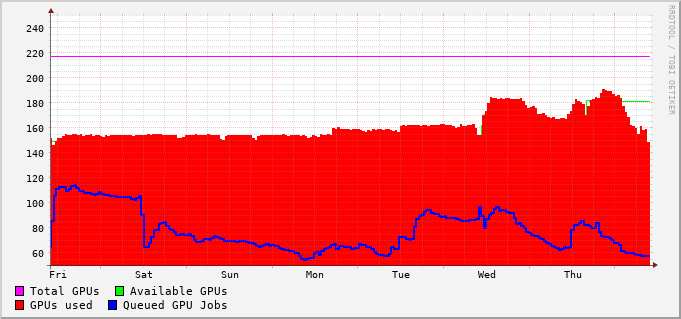 RRDTOOL / TOBI OETIKER
240
220
200
180
160
140
120
100
80
60
Fri Sat Sun Mon Tue Wed Thu
Total GPUs Available GPUs
GPUs used Queued GPU Jobs